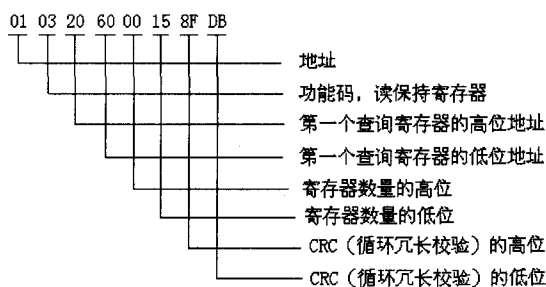 01 03 20 60 00 15 8F DB
地址
功能码，读保持寄存器
第一个查询寄存器的高位地址
第一个查询寄存器的低位地址
寄存器数量的高位
寄存器数量的低位
CRC（循环冗长校验）的高位
CRC（循环冗长校验）的低位